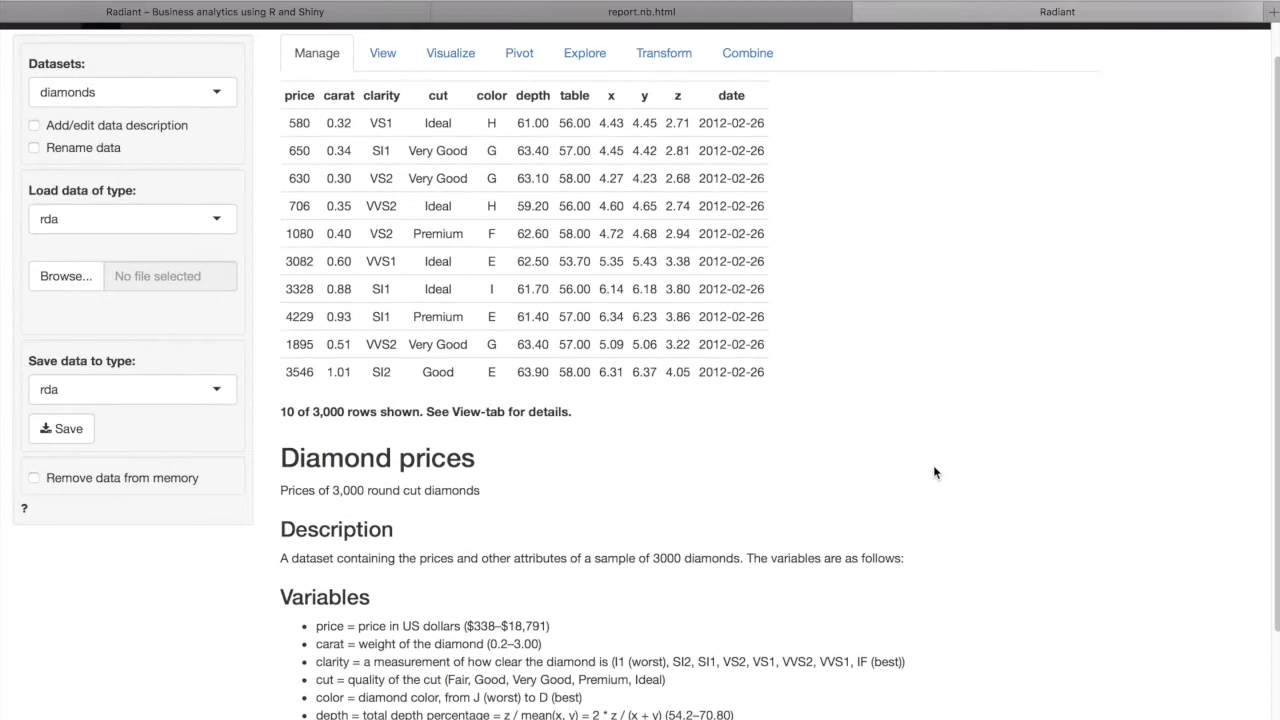 Radiant – Business analytics using R and Shiny report.nb.html Radiant +
Datasets:
diamonds
Add/edit data description
Rename data
Load data of type:
rda
Browse... No file selected
Save data to type:
rda
Save
Remove data from memory
?
Manage View Visualize Pivot Explore Transform Combine
price carat clarity cut color depth table x y z date
580 0.32 VS1 Ideal H 61.00 56.00 4.43 4.45 2.71 2012-02-26
650 0.34 SI1 Very Good G 63.40 57.00 4.45 4.42 2.81 2012-02-26
630 0.30 VS2 Very Good G 63.10 58.00 4.27 4.23 2.68 2012-02-26
706 0.35 VVS2 Ideal H 59.20 56.00 4.60 4.65 2.74 2012-02-26
1080 0.40 VS2 Premium F 62.60 58.00 4.72 4.68 2.94 2012-02-26
3082 0.60 VVS1 Ideal E 62.50 53.70 5.35 5.43 3.38 2012-02-26
3328 0.88 SI1 Ideal I 61.70 56.00 6.14 6.18 3.80 2012-02-26
4229 0.93 SI1 Premium E 61.40 57.00 6.34 6.23 3.86 2012-02-26
1895 0.51 VVS2 Very Good G 63.40 57.00 5.09 5.06 3.22 2012-02-26
3546 1.01 SI2 Good E 63.90 58.00 6.31 6.37 4.05 2012-02-26
10 of 3,000 rows shown. See View-tab for details.
Diamond prices
Prices of 3,000 round cut diamonds
Description
A dataset containing the prices and other attributes of a sample of 3000 diamonds. The variables are as follows:
Variables
• price = price in US dollars ($338–$18,791)
• carat = weight of the diamond (0.2–3.00)
• clarity = a measurement of how clear the diamond is (I1 (worst), SI2, SI1, VS2, VS1, VVS2, VVS1, IF (best))
• cut = quality of the cut (Fair, Good, Very Good, Premium, Ideal)
• color = diamond color, from J (worst) to D (best)
• depth = total depth percentage = z / mean(x, y) = 2 * z / (x + y) (54.2–70.80)